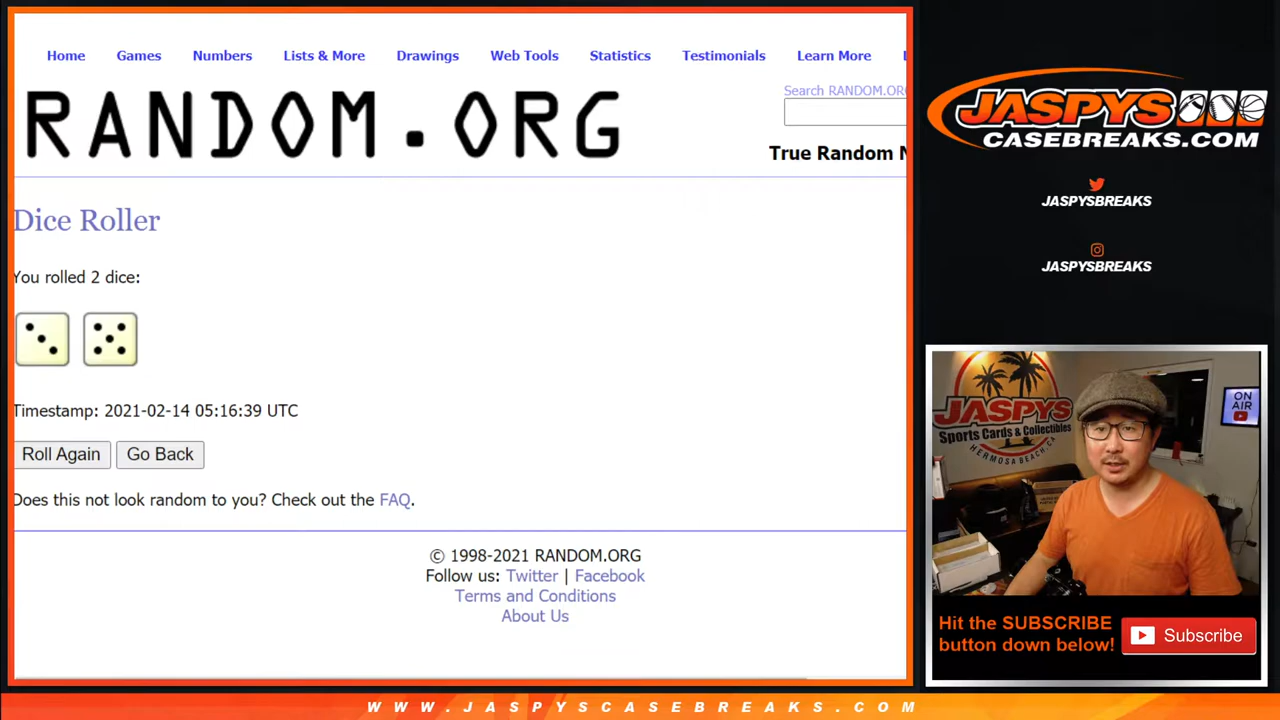 Home Games Numbers Lists & More Drawings Web Tools Statistics Testimonials Learn More
Search RANDOM.ORG
RANDOM.ORG
True Random
Dice Roller
You rolled 2 dice:
Timestamp: 2021-02-14 05:16:39 UTC
Roll Again Go Back
Does this not look random to you? Check out the FAQ.
© 1998-2021 RANDOM.ORG
Follow us: Twitter | Facebook
Terms and Conditions
About Us
JASPYS
CASEBREAKS.COM
JASPYSBREAKS
JASPYSBREAKS
JASPYS
Sports Cards & Collectibles
HERMOSA BEACH, CA
ON
AIR
Hit the SUBSCRIBE
button down below!
Subscribe
WWW.JASPYSCASEBREAKS.COM